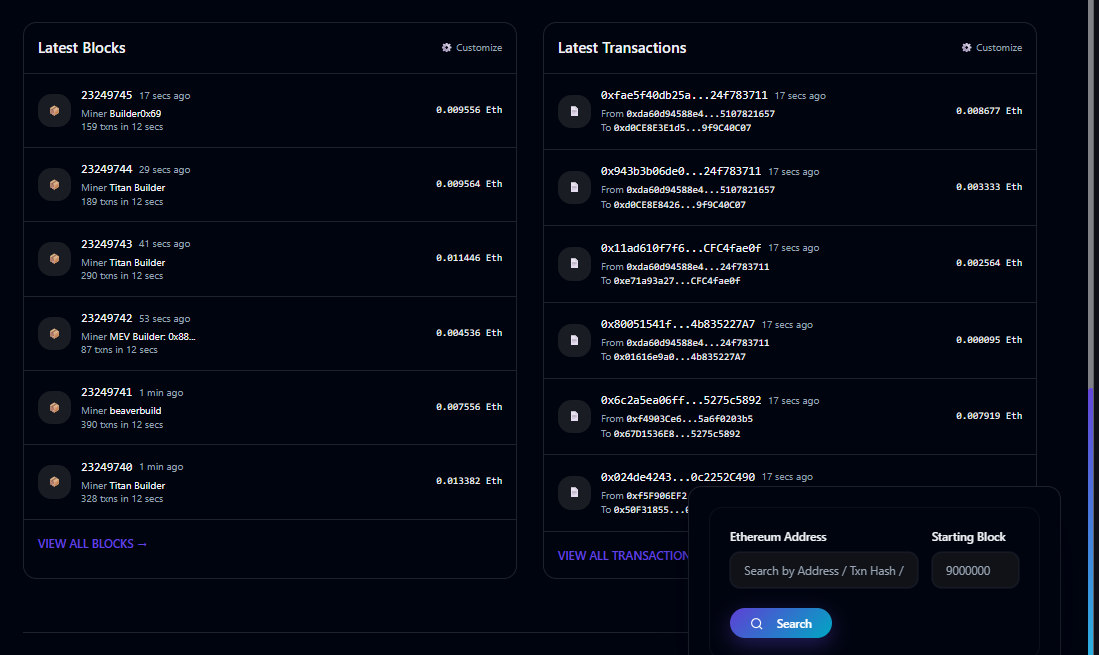 Latest Blocks
Customize
23249745 17 secs ago
Miner Builder0x69
159 txns in 12 secs
0.009556 Eth
23249744 29 secs ago
Miner Titan Builder
189 txns in 12 secs
0.009564 Eth
23249743 41 secs ago
Miner Titan Builder
290 txns in 12 secs
0.011446 Eth
23249742 53 secs ago
Miner MEV Builder: 0x88...
87 txns in 12 secs
0.004536 Eth
23249741 1 min ago
Miner beaverbuild
390 txns in 12 secs
0.007556 Eth
23249740 1 min ago
Miner Titan Builder
328 txns in 12 secs
0.013382 Eth
VIEW ALL BLOCKS →
Latest Transactions
Customize
0xfae5f40db25a...24f783711 17 secs ago
From 0xda60d94588e4...5107821657
To 0xd0CE8E3E1d5...9f9C40C07
0.008677 Eth
0x943b3b06de0...24f783711 17 secs ago
From 0xda60d94588e4...5107821657
To 0xd0CE8E8426...9f9C40C07
0.003333 Eth
0x11ad610f7f6...CFC4fae0f 17 secs ago
From 0xda60d94588e4...24f783711
To 0xe71a93a27...CFC4fae0f
0.002564 Eth
0x80051541f...4b835227A7 17 secs ago
From 0xda60d94588e4...24f783711
To 0x01616e9a0...4b835227A7
0.000095 Eth
0x6c2a5ea06ff...5275c5892 17 secs ago
From 0xf4903Ce6...5a6f0203b5
To 0x67D1536E8...5275c5892
0.007919 Eth
0x024de4243...0c2252C490 17 secs ago
From 0xf5F906EF2
To 0x50F31855...
VIEW ALL TRANSACTION
Ethereum Address
Starting Block
Search by Address / Txn Hash /
9000000
Search